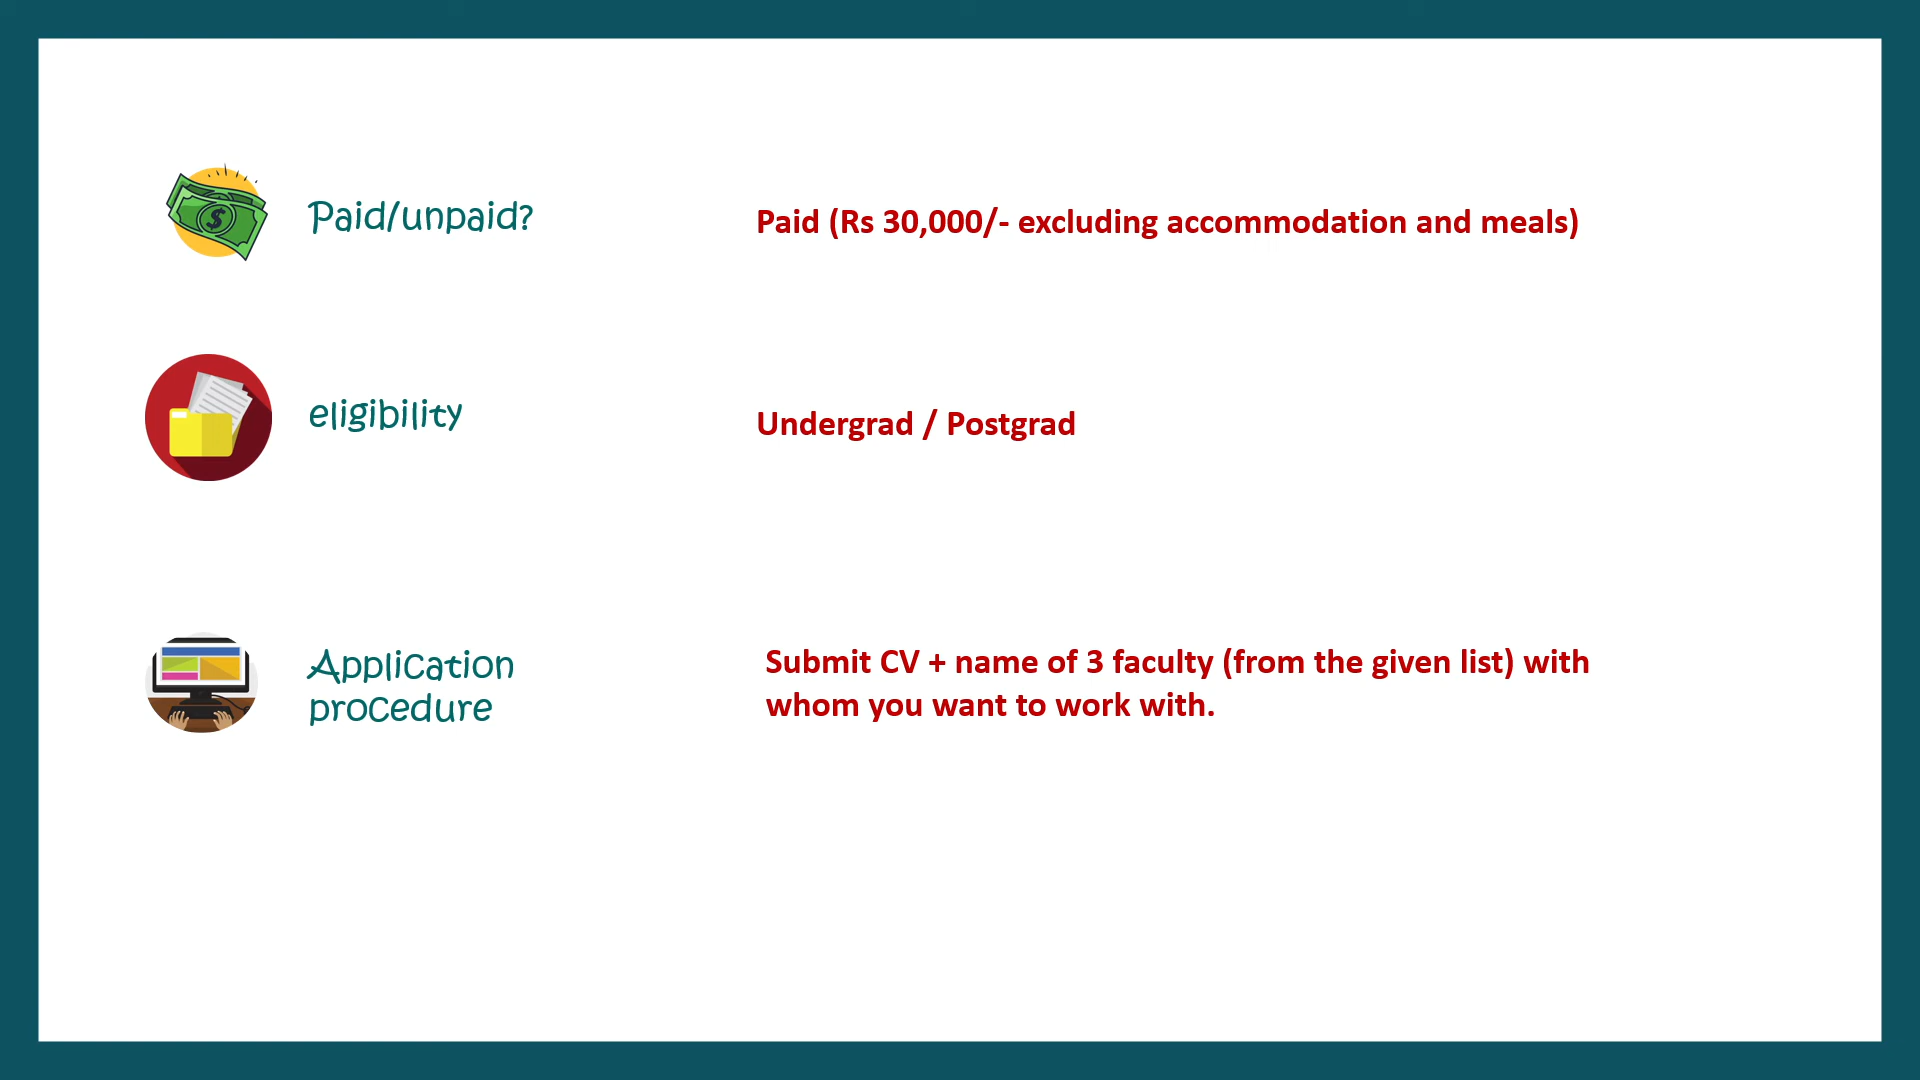 Paid/unpaid?
Paid (Rs 30,000/- excluding accommodation and meals)
eligibility
Undergrad / Postgrad
Application
procedure
Submit CV + name of 3 faculty (from the given list) with
whom you want to work with.